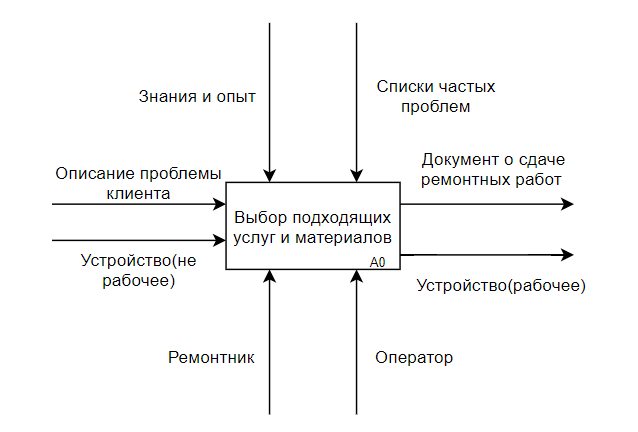 Знания и опыт
Списки частых
проблем
Описание проблемы
клиента
Документ о сдаче
ремонтных работ
Выбор подходящих
услуг и материалов
A0
Устройство(не
рабочее)
Устройство(рабочее)
Ремонтник
Оператор